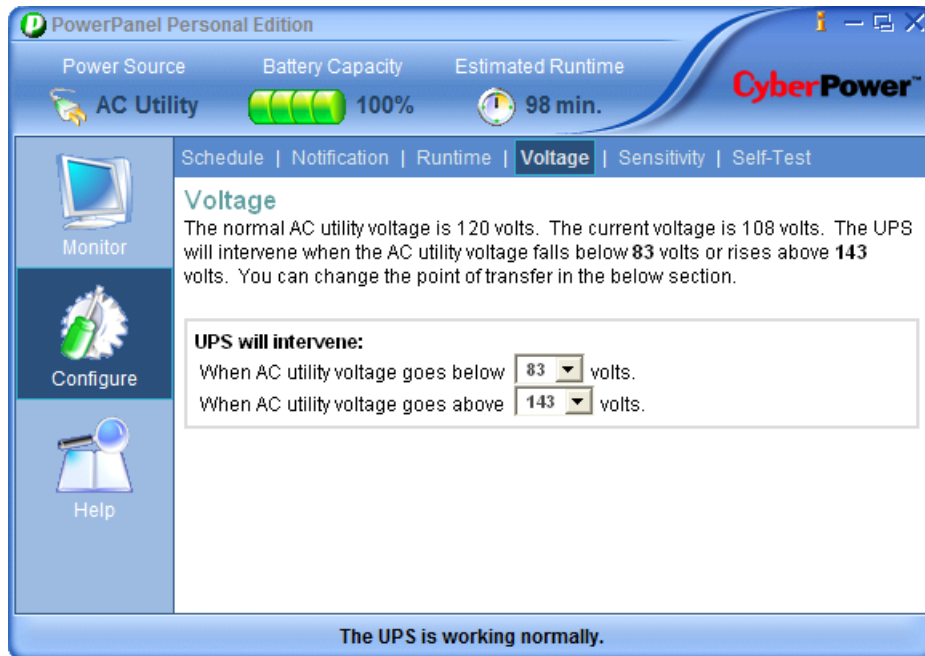 PowerPanel Personal Edition
Power Source
Battery Capacity
Estimated Runtime
AC Utility
100%
98 min.
CyberPower™
Schedule | Notification | Runtime | Voltage | Sensitivity | Self-Test
Monitor
Configure
Help
Voltage
The normal AC utility voltage is 120 volts. The current voltage is 108 volts. The UPS
will intervene when the AC utility voltage falls below 83 volts or rises above 143
volts. You can change the point of transfer in the below section.
UPS will intervene:
When AC utility voltage goes below 83 volts.
When AC utility voltage goes above 143 volts.
The UPS is working normally.